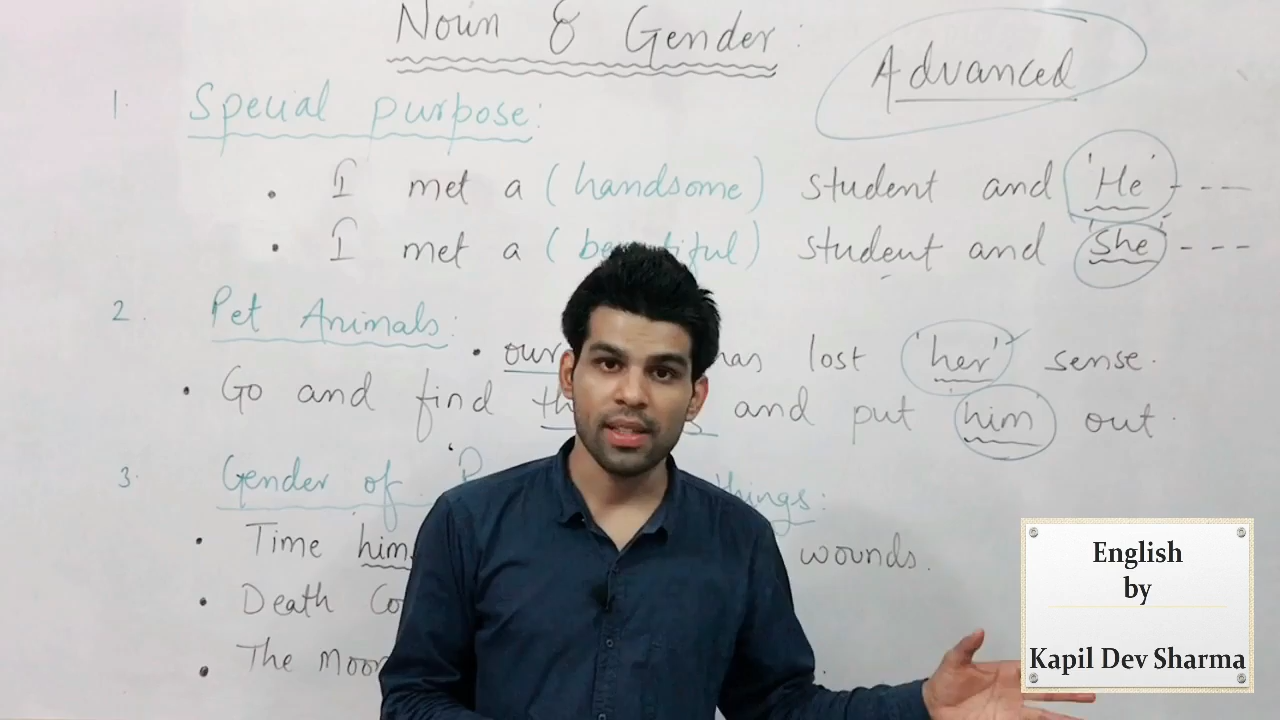 Noun & Gender:
Advanced
1. Special purpose:
• I met a (handsome) student and 'He' - - -
• I met a ( student and 'she' - - -
2. Pet Animals:
• our has lost 'her' sense.
• Go and find and put 'him' out.
3. Gender of things:
• Time wounds.
• Death
• The Moon
English
by
Kapil Dev Sharma